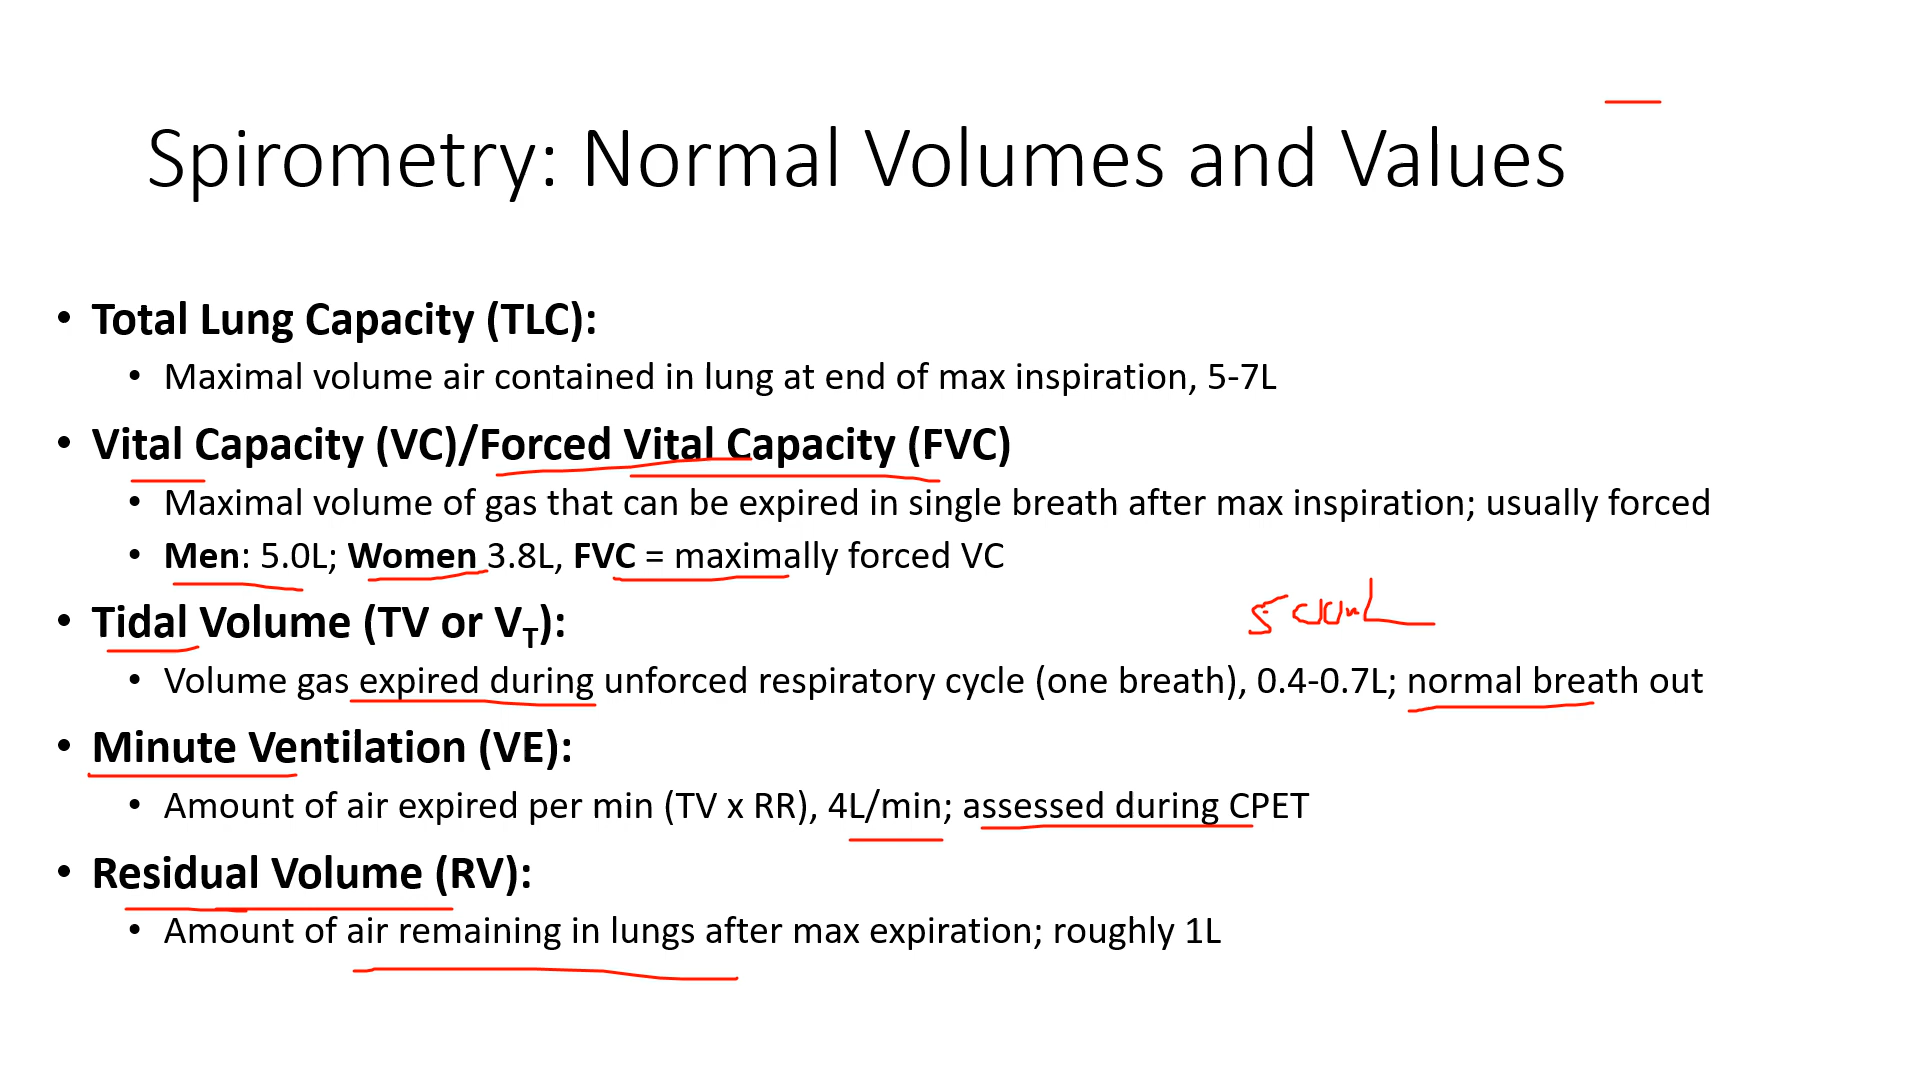 Spirometry: Normal Volumes and Values
• Total Lung Capacity (TLC):
• Maximal volume air contained in lung at end of max inspiration, 5-7L
• Vital Capacity (VC)/Forced Vital Capacity (FVC)
• Maximal volume of gas that can be expired in single breath after max inspiration; usually forced
• Men: 5.0L; Women 3.8L, FVC = maximally forced VC
500mL
• Tidal Volume (TV or VT):
• Volume gas expired during unforced respiratory cycle (one breath), 0.4-0.7L; normal breath out
• Minute Ventilation (VE):
• Amount of air expired per min (TV x RR), 4L/min; assessed during CPET
• Residual Volume (RV):
• Amount of air remaining in lungs after max expiration; roughly 1L